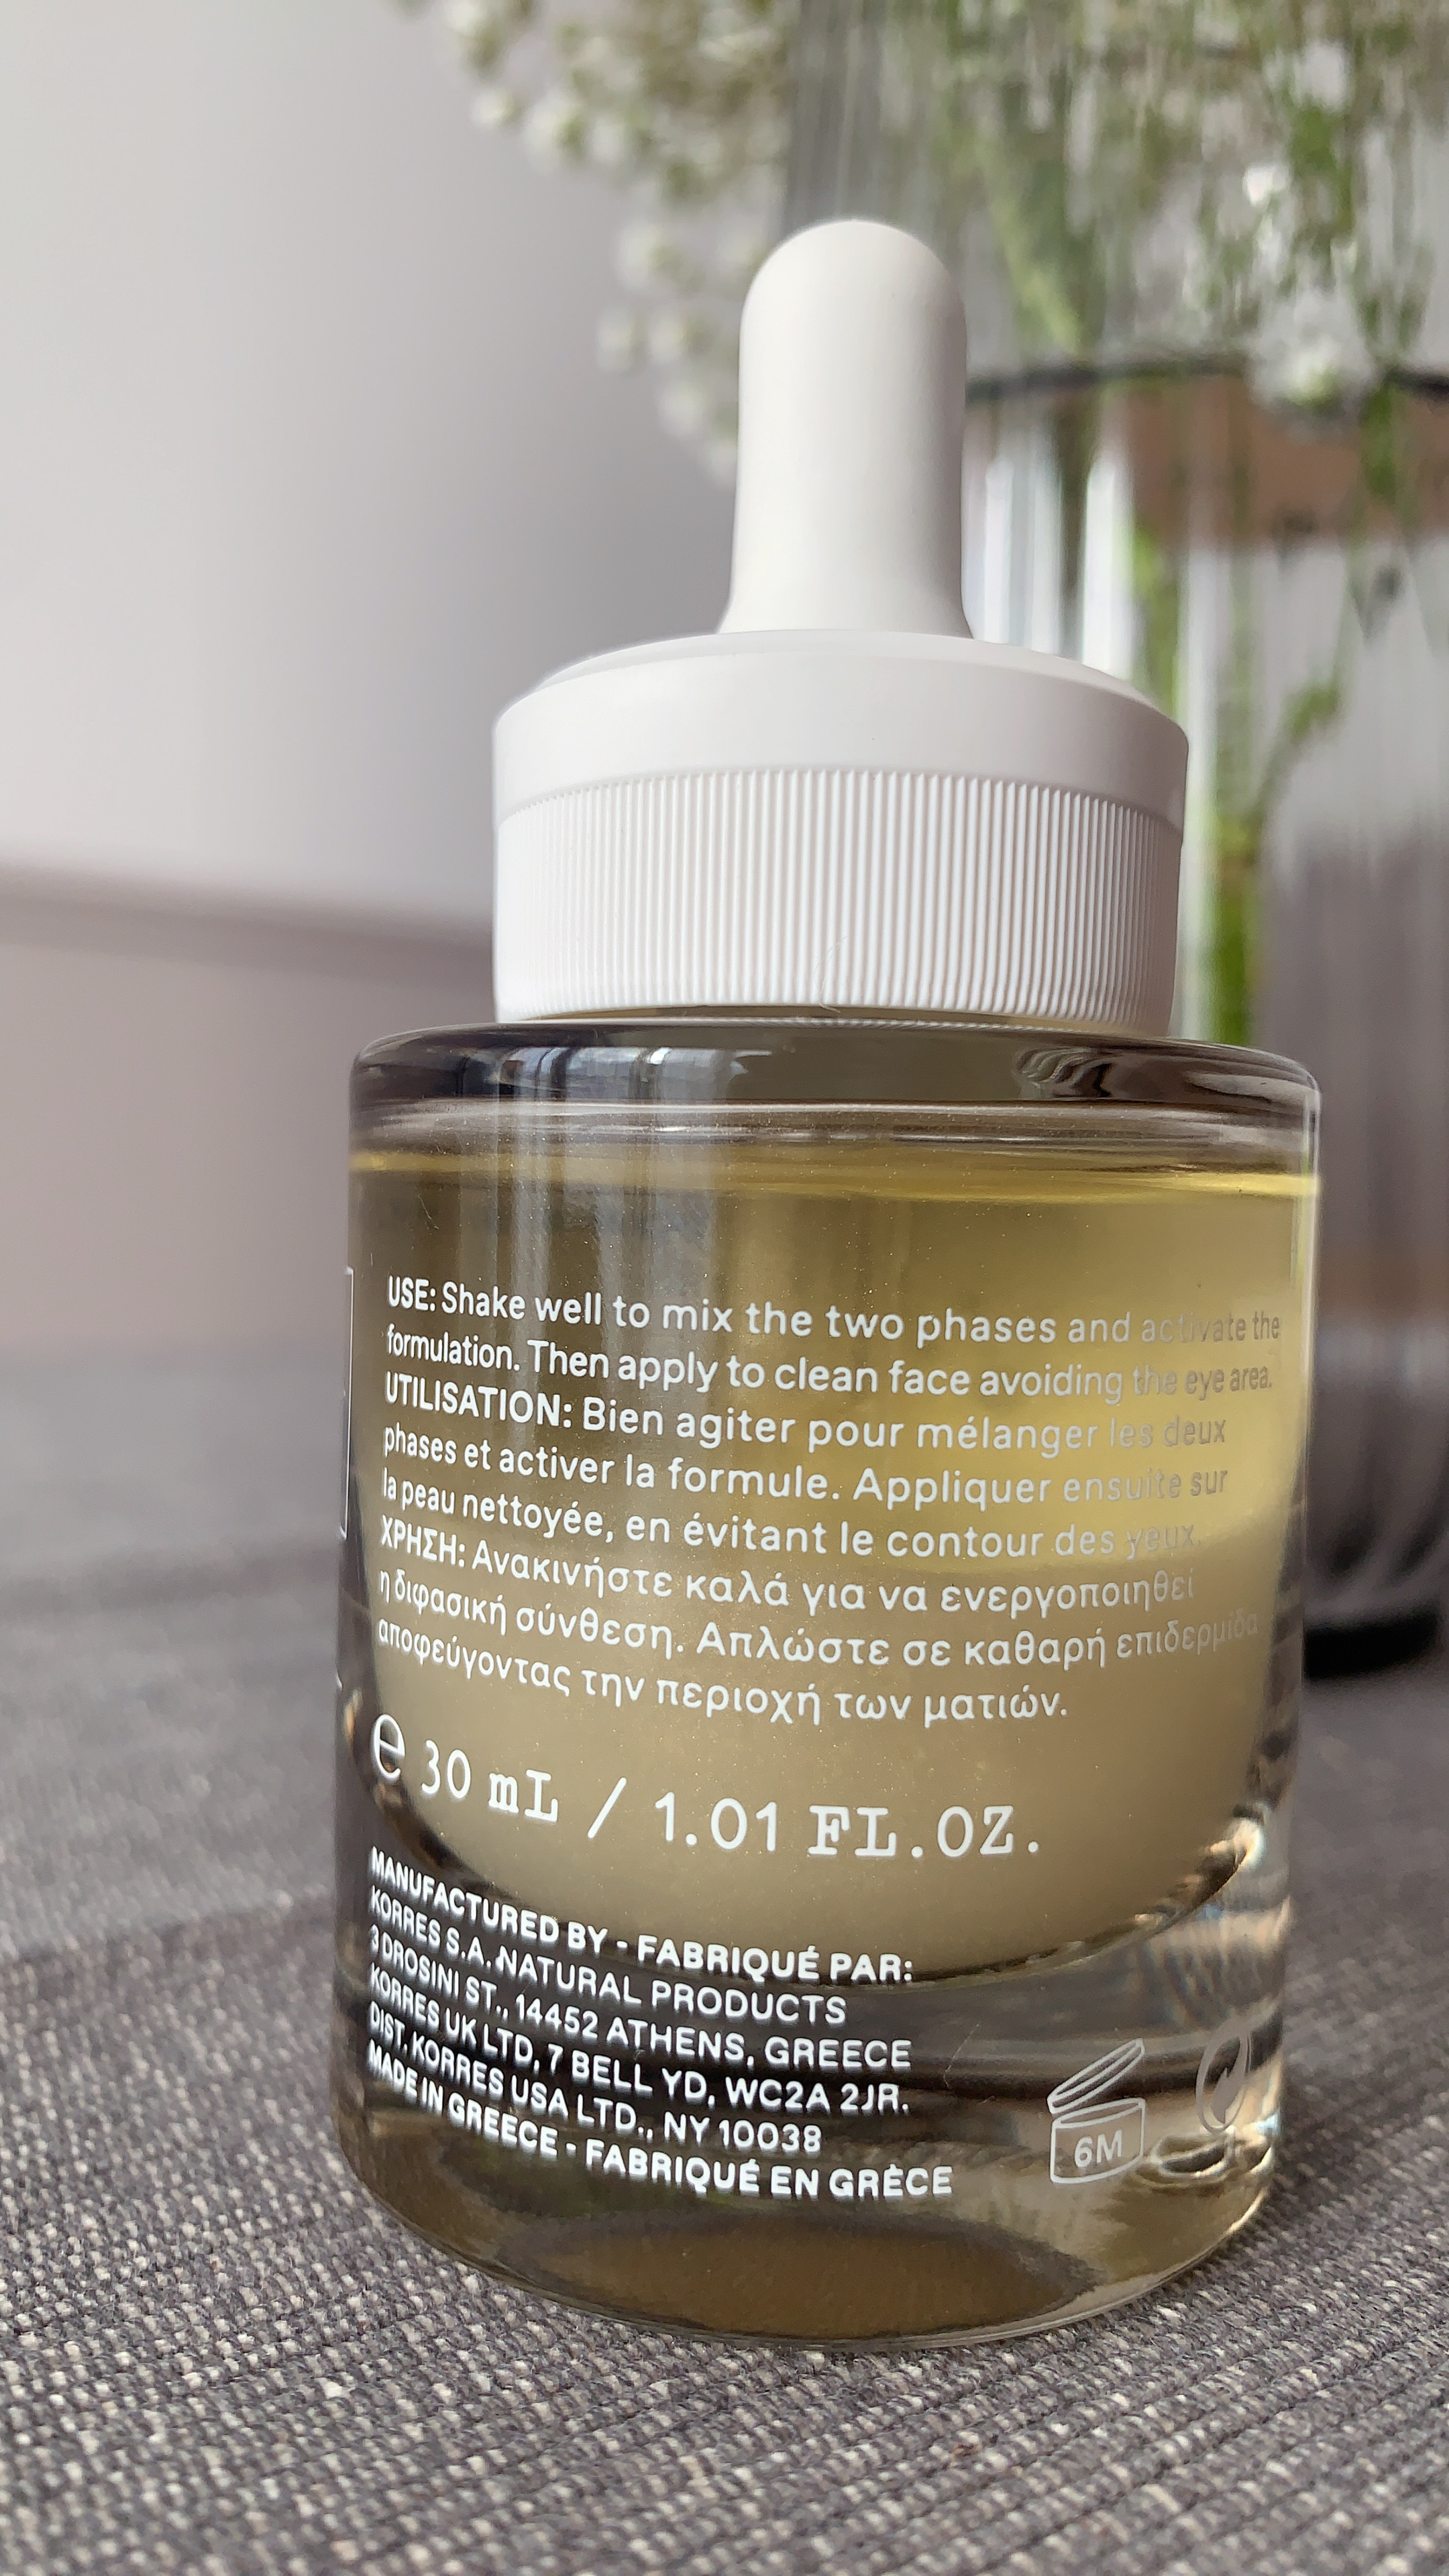 USE: Shake well to mix the two phases and activate the
formulation. Then apply to clean face avoiding the eye area.
UTILISATION: Bien agiter pour mélanger les deux
phases et activer la formule. Appliquer ensuite sur
la peau nettoyée, en évitant le contour des yeux.
ΧΡΗΣΗ: Ανακινήστε καλά για να ενεργοποιηθεί
η διφασική σύνθεση. Απλώστε σε καθαρή επιδερμίδα
αποφεύγοντας την περιοχή των ματιών.
℮ 30 mL / 1.01 FL.OZ.
MANUFACTURED BY - FABRIQUÉ PAR:
KORRES S.A. NATURAL PRODUCTS
3 DROSINI ST., 14452 ATHENS, GREECE
KORRES UK LTD, 7 BELL YD, WC2A 2JR.
DIST. KORRES USA LTD., NY 10038
MADE IN GREECE - FABRIQUÉ EN GRÈCE
6M